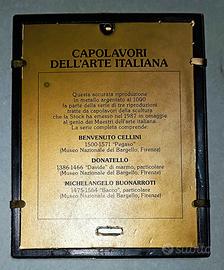 CAPOLAVORI
DELL'ARTE ITALIANA
Questa accurata riproduzione
in metallo argentato al 1000
fa parte della serie di tre riproduzioni
tratte da capolavori della scultura
che la Stock ha emesso nel 1987 in omaggio
al genio dei Maestri dell'arte italiana.
La serie completa comprende:
BENVENUTO CELLINI
1500-1571 "Pegaso"
(Museo Nazionale del Bargello, Firenze)
DONATELLO
1386-1466 "Davide" di marmo, particolare
(Museo Nazionale del Bargello, Firenze)
MICHELANGELO BUONARROTI
1475-1564 "Bacco", particolare
(Museo Nazionale del Bargello, Firenze)
subito